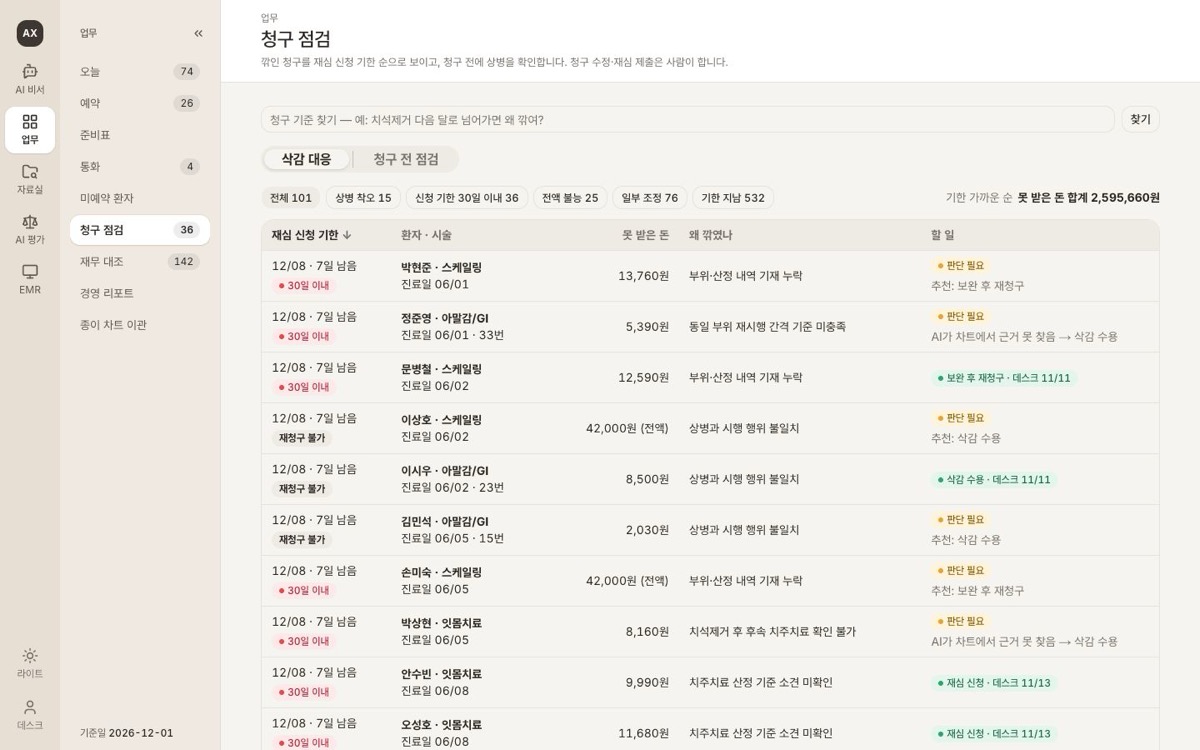 AX
AI 비서
업무
자료실
AI 평가
EMR
라이트
데스크
업무
«
오늘 74
예약 26
준비표
통화 4
미예약 환자
청구 점검 36
재무 대조 142
경영 리포트
종이 차트 이관
기준일 2026-12-01
업무
청구 점검
깎인 청구를 재심 신청 기한 순으로 보이고, 청구 전에 상병을 확인합니다. 청구 수정·재심 제출은 사람이 합니다.
청구 기준 찾기 — 예: 치석제거 다음 달로 넘어가면 왜 깎여?
찾기
삭감 대응 청구 전 점검
전체 101 상병 착오 15 신청 기한 30일 이내 36 전액 불능 25 일부 조정 76 기한 지남 532
기한 가까운 순 못 받은 돈 합계 2,595,660원
재심 신청 기한 ↓ 환자 · 시술 못 받은 돈 왜 깎였나 할 일
12/08 · 7일 남음
30일 이내
박현준 · 스케일링
진료일 06/01
13,760원
부위·산정 내역 기재 누락
판단 필요
추천: 보완 후 재청구
12/08 · 7일 남음
30일 이내
정준영 · 아말감/GI
진료일 06/01 · 33번
5,390원
동일 부위 재시행 간격 기준 미충족
판단 필요
AI가 차트에서 근거 못 찾음 → 삭감 수용
12/08 · 7일 남음
30일 이내
문병철 · 스케일링
진료일 06/02
12,590원
부위·산정 내역 기재 누락
보완 후 재청구 · 데스크 11/11
12/08 · 7일 남음
재청구 불가
이상호 · 스케일링
진료일 06/02
42,000원 (전액)
상병과 시행 행위 불일치
판단 필요
추천: 삭감 수용
12/08 · 7일 남음
재청구 불가
이시우 · 아말감/GI
진료일 06/02 · 23번
8,500원
상병과 시행 행위 불일치
삭감 수용 · 데스크 11/11
12/08 · 7일 남음
재청구 불가
김민석 · 아말감/GI
진료일 06/05 · 15번
2,030원
상병과 시행 행위 불일치
판단 필요
추천: 삭감 수용
12/08 · 7일 남음
30일 이내
손미숙 · 스케일링
진료일 06/05
42,000원 (전액)
부위·산정 내역 기재 누락
판단 필요
추천: 보완 후 재청구
12/08 · 7일 남음
30일 이내
박상현 · 잇몸치료
진료일 06/05
8,160원
치석제거 후 후속 치주치료 확인 불가
판단 필요
AI가 차트에서 근거 못 찾음 → 삭감 수용
12/08 · 7일 남음
30일 이내
안수빈 · 잇몸치료
진료일 06/08
9,990원
치주치료 산정 기준 소견 미확인
재심 신청 · 데스크 11/13
12/08 · 7일 남음
30일 이내
오성호 · 잇몸치료
진료일 06/08
11,680원
치주치료 산정 기준 소견 미확인
재심 신청 · 데스크 11/13